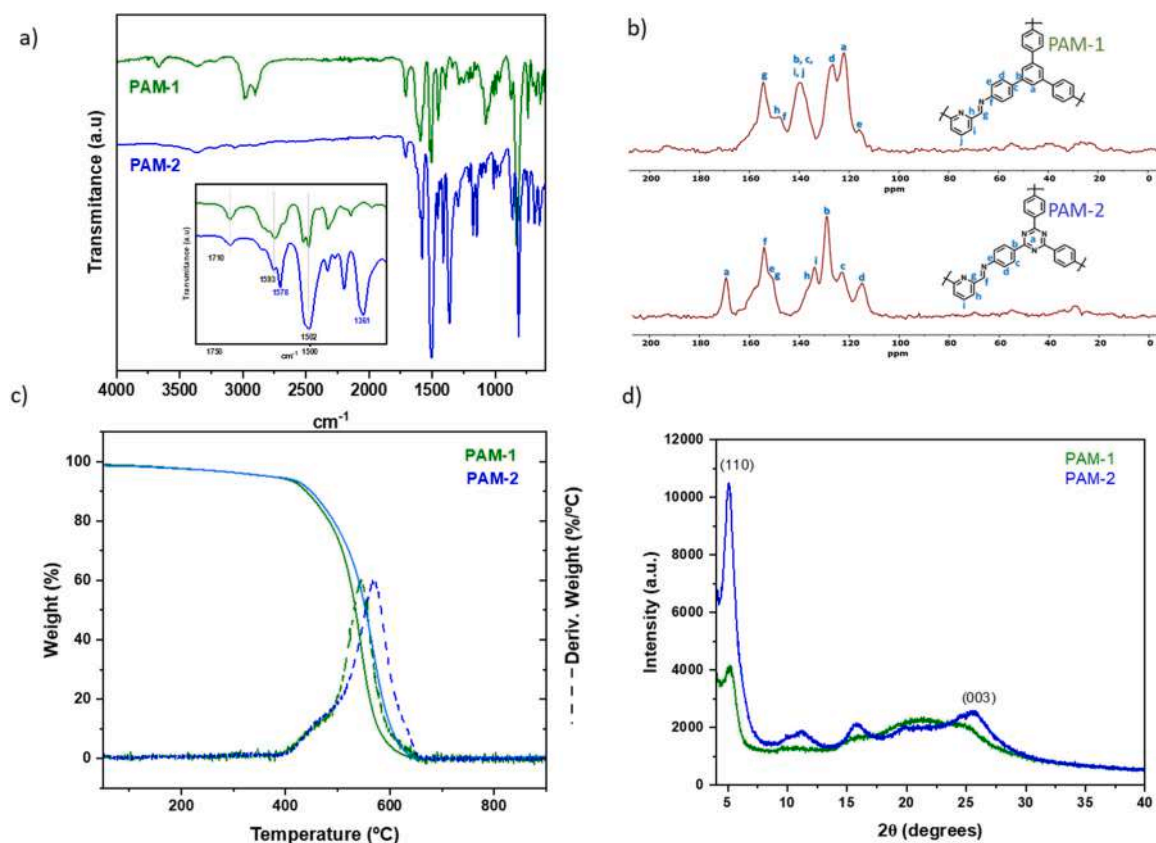 a)
Transmitance (a.u)
PAM-1
PAM-2
Transmitance (a.u)
1710
1593
1578
1502
1361
1750
cm-1
1500
4000 3500 3000 2500 2000 1500 1000
cm-1
b)
g
h
f
b, c,
i, j
d
a
e
PAM-1
e
d
b
a
f
c
N
N
h
g
i
j
200 180 160 140 120 100 80 60 40 20 0
ppm
a
f
e
g
h
i
b
c
d
PAM-2
N
N
a
N
b
e
c
d
N
N
g
f
h
i
200 180 160 140 120 100 80 60 40 20 0
ppm
c)
PAM-1
PAM-2
Weight (%)
100
80
60
40
20
0
200 400 600 800
Temperature (ºC)
Deriv. Weight (%/ºC)
d)
PAM-1
PAM-2
(110)
(003)
Intensity (a.u.)
12000
10000
8000
6000
4000
2000
0
5 10 15 20 25 30 35 40
2θ (degrees)